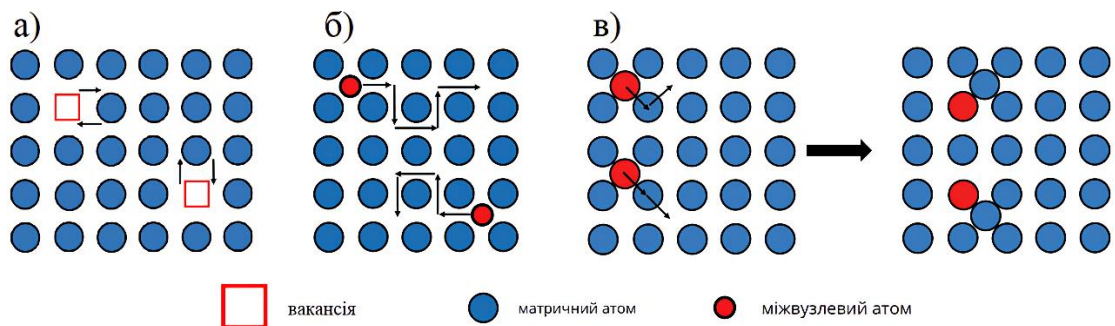 а) б) в)
вакансія матричний атом міжвузлевий атом